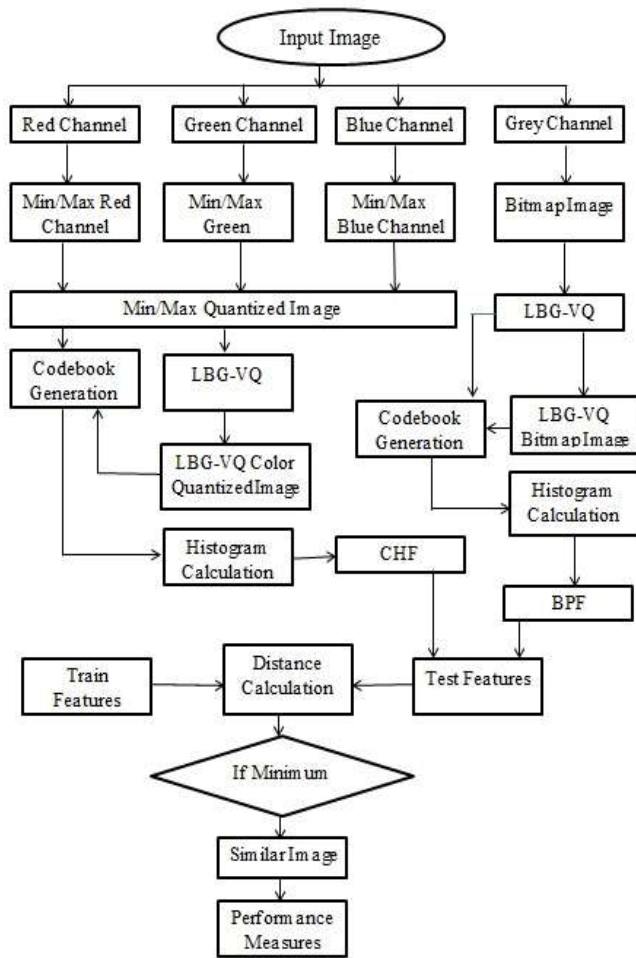 Input Image
Red Channel
Green Channel
Blue Channel
Grey Channel
Min/Max Red
Channel
Min/Max
Green
Min/Max
Blue Channel
Bitmap Image
Min/Max Quantized Image
LBG-VQ
Codebook
Generation
LBG-VQ
Codebook
Generation
LBG-VQ
Bitmap Image
LBG-VQ Color
Quantized Image
Histogram
Calculation
Histogram
Calculation
CHF
BPF
Train
Features
Distance
Calculation
Test Features
If Minimum
Similar Image
Performance
Measures